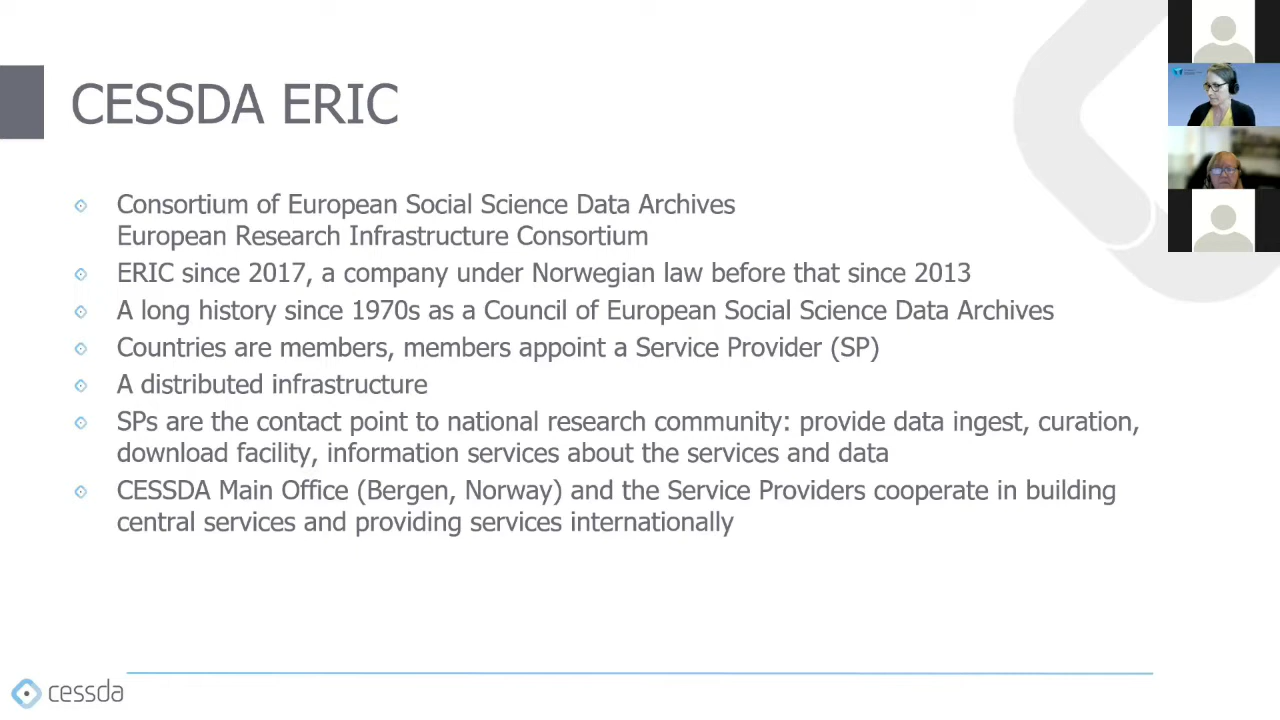 CESSDA ERIC
Consortium of European Social Science Data Archives
European Research Infrastructure Consortium
ERIC since 2017, a company under Norwegian law before that since 2013
A long history since 1970s as a Council of European Social Science Data Archives
Countries are members, members appoint a Service Provider (SP)
A distributed infrastructure
SPs are the contact point to national research community: provide data ingest, curation,
download facility, information services about the services and data
CESSDA Main Office (Bergen, Norway) and the Service Providers cooperate in building
central services and providing services internationally
cessda